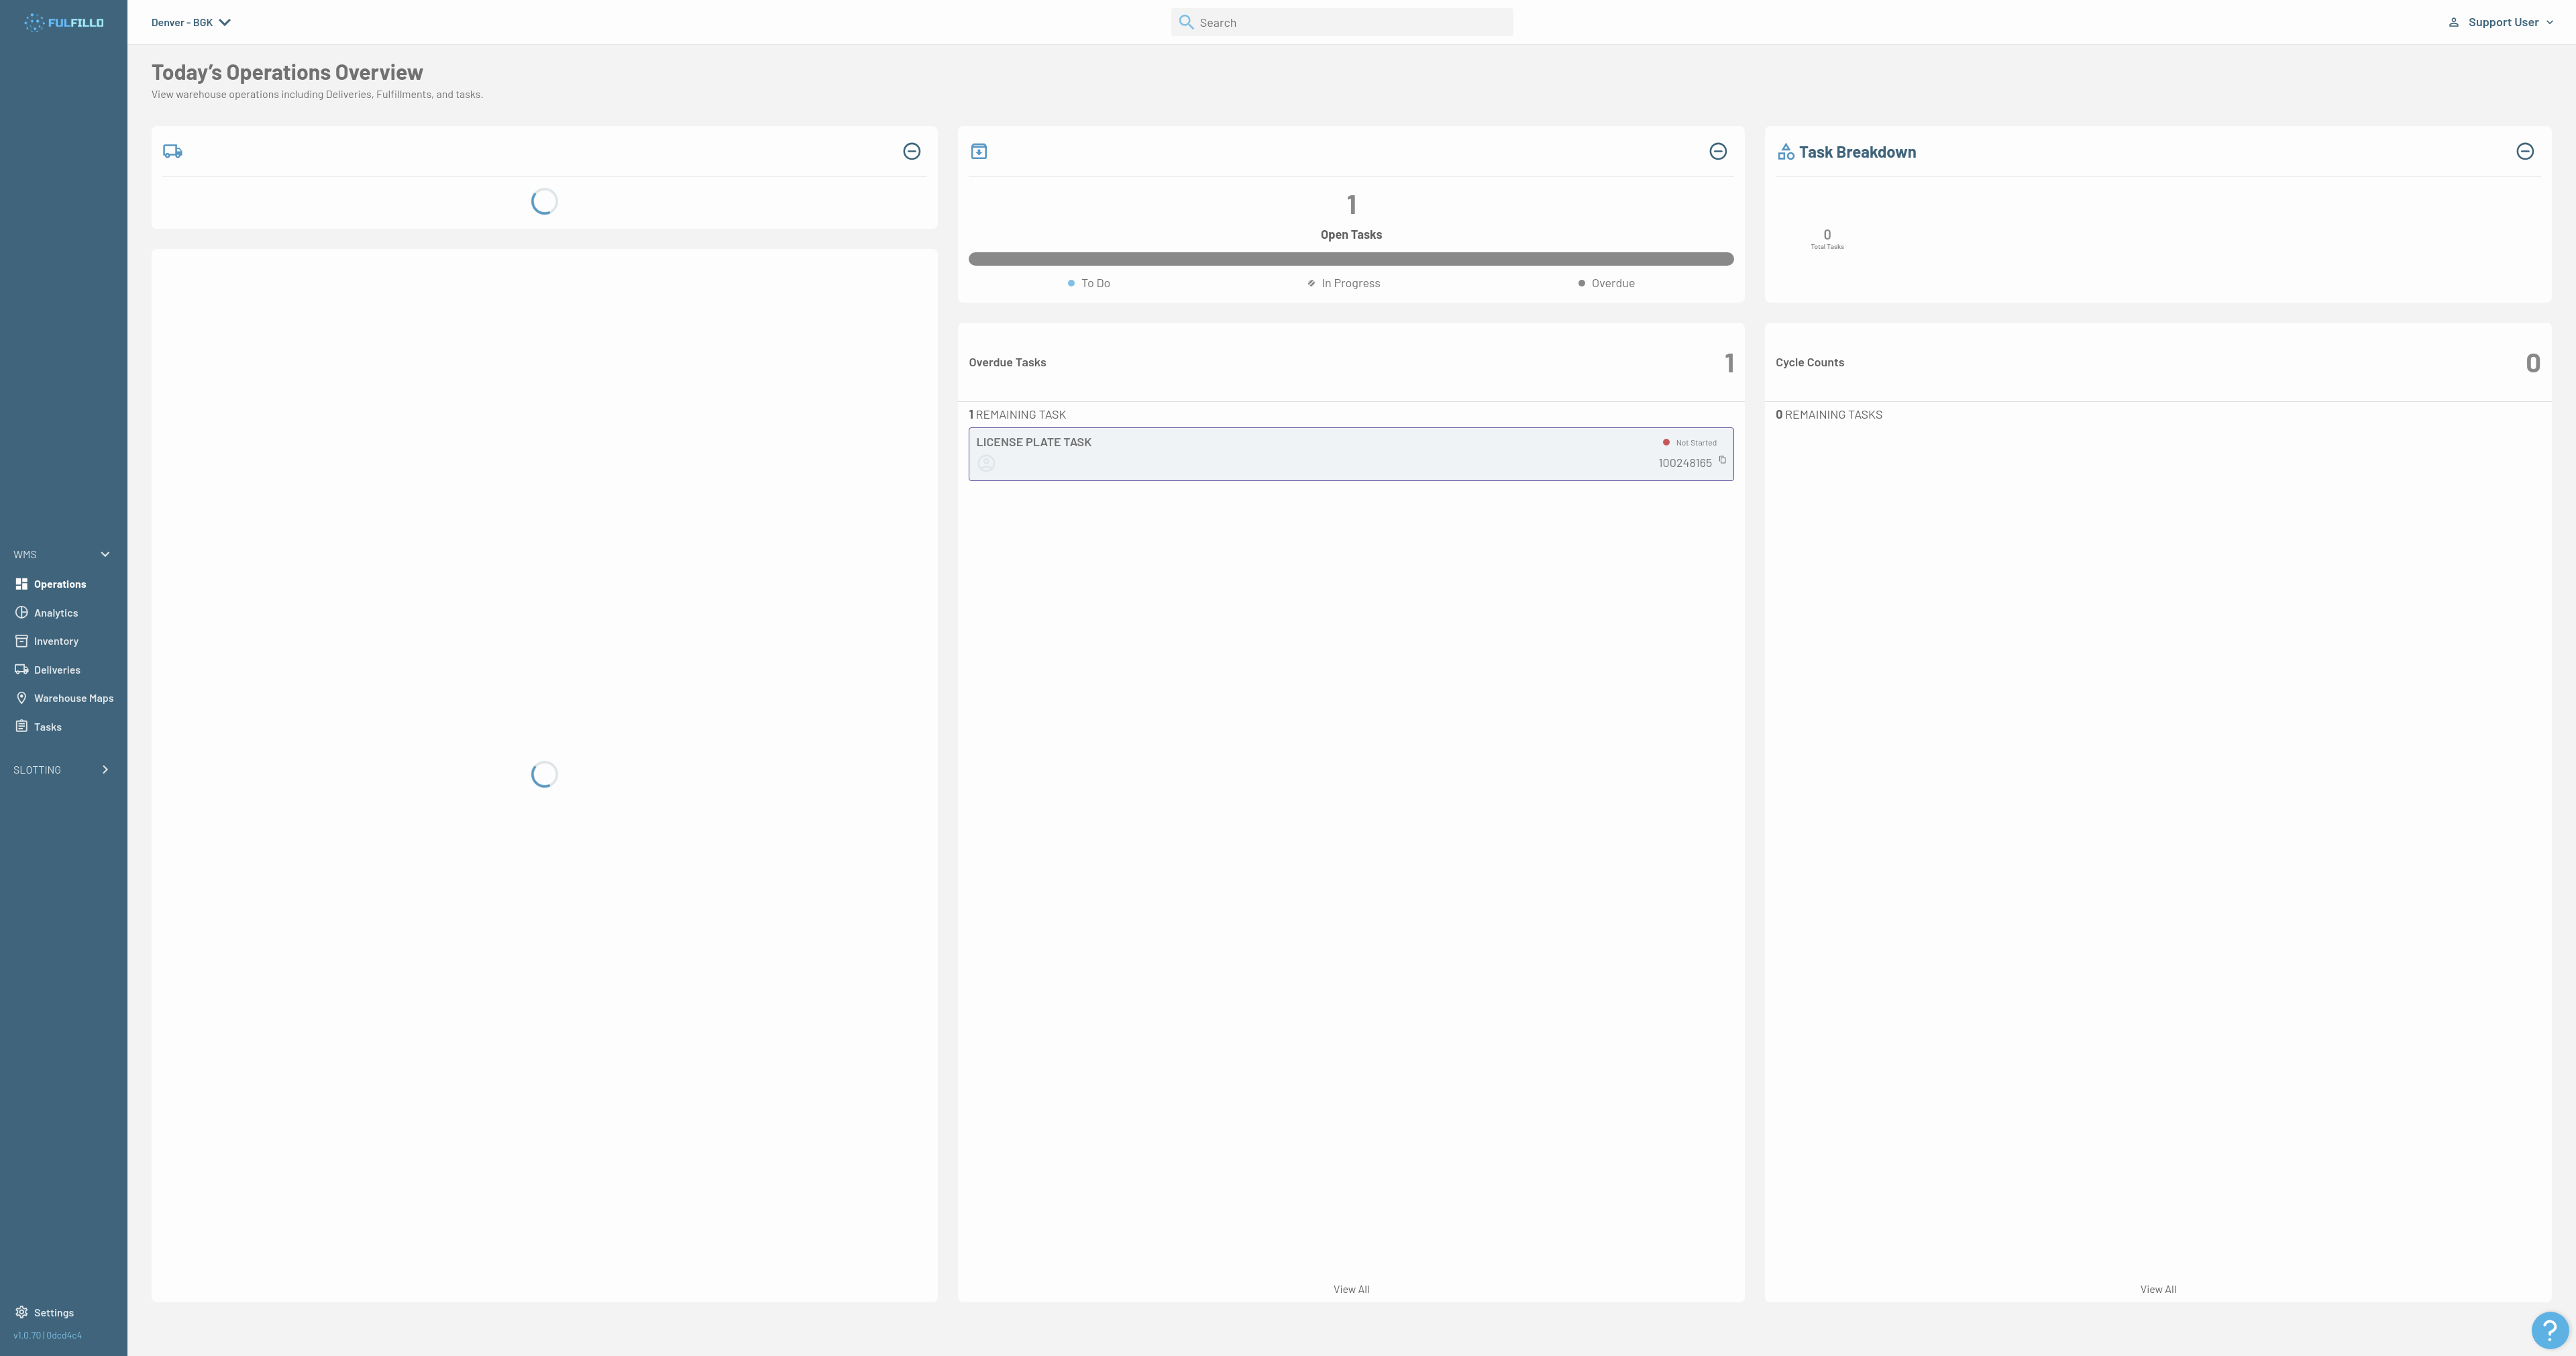 FULFILLD
Denver - BGK
Search
Support User
Today’s Operations Overview
View warehouse operations including Deliveries, Fulfillments, and tasks.
1
Open Tasks
To Do
In Progress
Overdue
Task Breakdown
0
Total Tasks
Overdue Tasks
1
1 REMAINING TASK
LICENSE PLATE TASK
Not Started
100248165
View All
Cycle Counts
0
0 REMAINING TASKS
View All
WMS
Operations
Analytics
Inventory
Deliveries
Warehouse Maps
Tasks
SLOTTING
Settings
v1.0.70 | 0dcd4c4
?